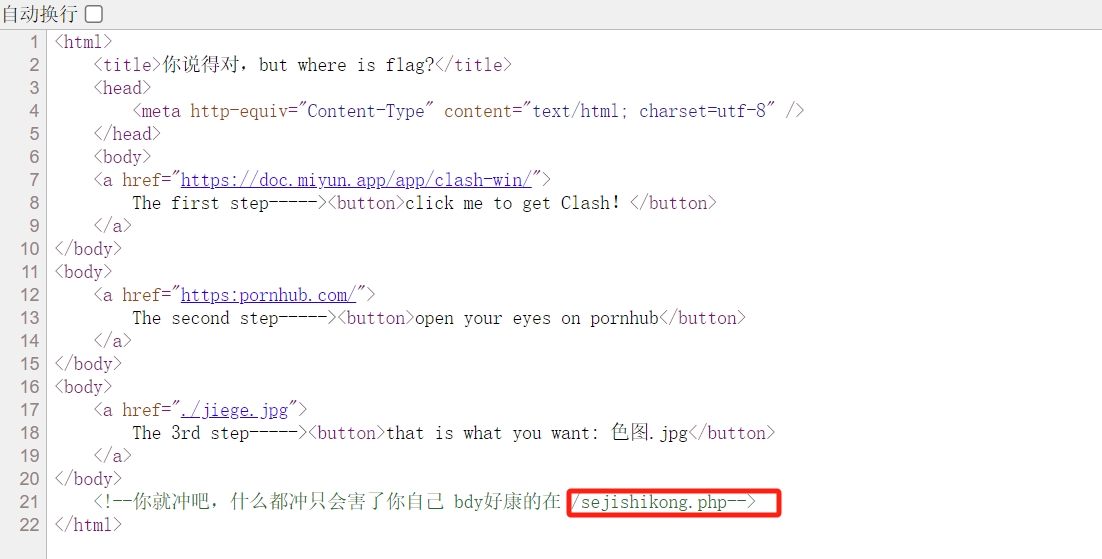 自动换行
1 <html>
2 <title>你说得对，but where is flag?</title>
3 <head>
4 <meta http-equiv="Content-Type" content="text/html; charset=utf-8" />
5 </head>
6 <body>
7 <a href="https://doc.miyun.app/app/clash-win/">
8 The first step-----><button>click me to get Clash！</button>
9 </a>
10 </body>
11 <body>
12 <a href="https:pornhub.com/">
13 The second step-----><button>open your eyes on pornhub</button>
14 </a>
15 </body>
16 <body>
17 <a href="./jiege.jpg">
18 The 3rd step-----><button>that is what you want: 色图.jpg</button>
19 </a>
20 </body>
21 <!--你就冲吧，什么都冲只会害了你自己 bdy好康的在 /sejishikong.php-->
22 </html>